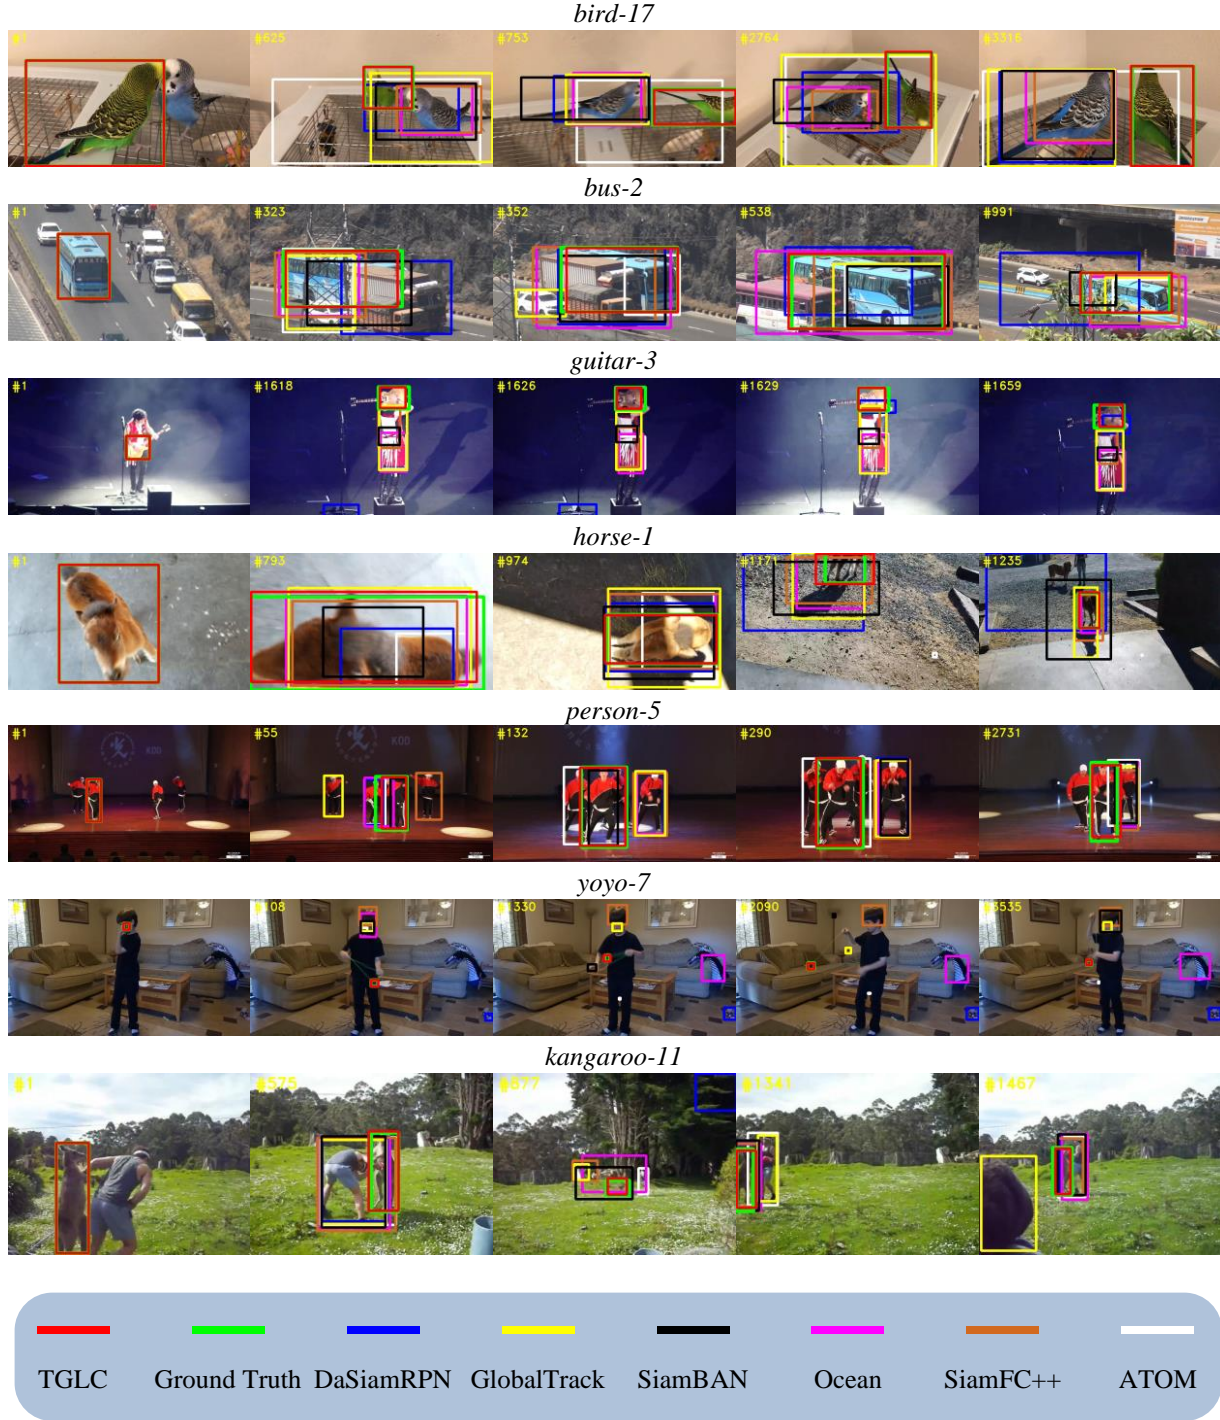 bird-17
#1 #625 #753 #2764 #3316
bus-2
#1 #323 #352 #538 #991
guitar-3
#1 #1618 #1626 #1629 #1659
horse-1
#1 #793 #974 #1171 #1235
person-5
#1 #55 #132 #290 #2731
KOD KOD
yoyo-7
#1 #108 #1330 #2090 #3535
kangaroo-11
#1 #575 #877 #1341 #1467
TGLC Ground Truth DaSiamRPN GlobalTrack SiamBAN Ocean SiamFC++ ATOM